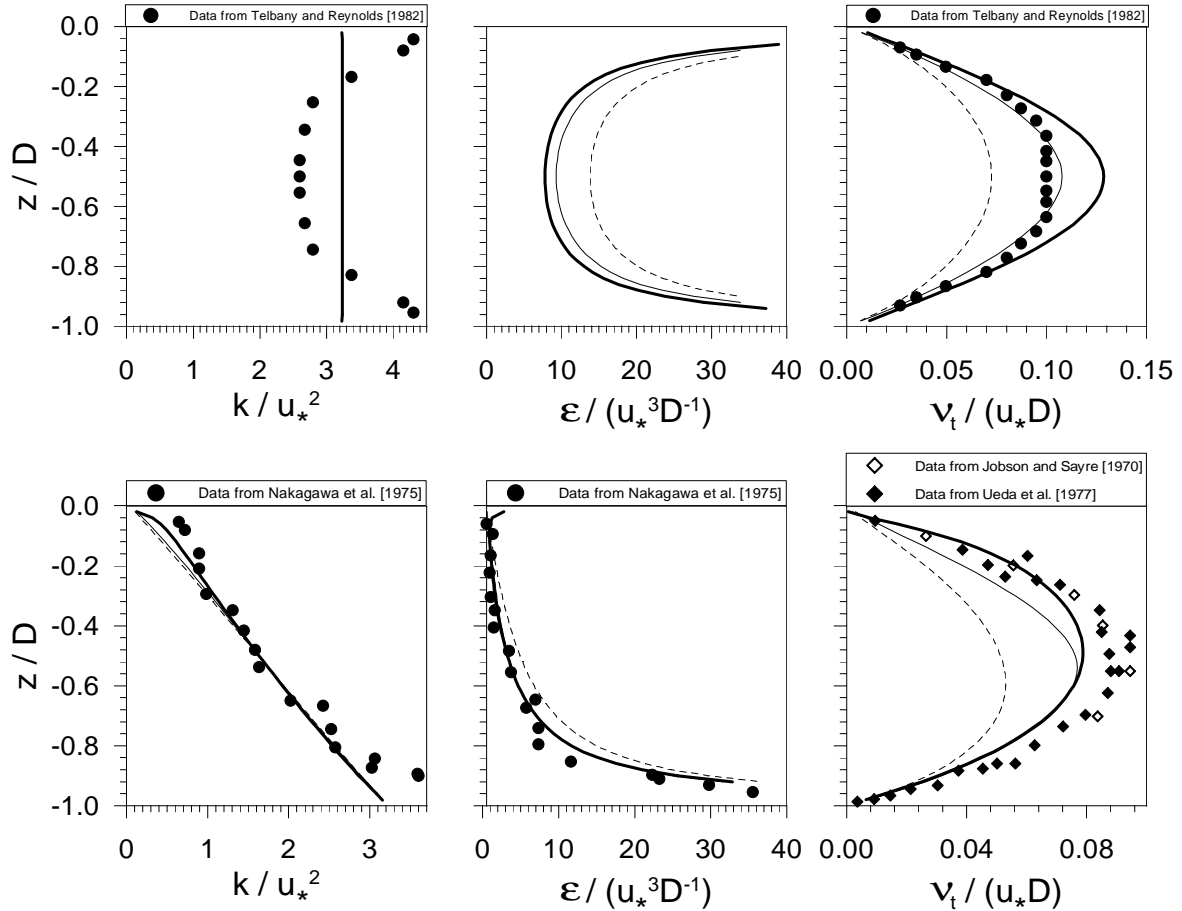 Data from Telbany and Reynolds [1982]
Data from Telbany and Reynolds [1982]
z / D
0.0
-0.2
-0.4
-0.6
-0.8
-1.0
0 1 2 3 4
k / u*²
0 10 20 30 40
ε / (u*³D⁻¹)
0.00 0.05 0.10 0.15
νt / (u*D)
Data from Nakagawa et al. [1975]
Data from Nakagawa et al. [1975]
Data from Jobson and Sayre [1970]
Data from Ueda et al. [1977]
z / D
0.0
-0.2
-0.4
-0.6
-0.8
-1.0
0 1 2 3
k / u*²
0 10 20 30 40
ε / (u*³D⁻¹)
0.00 0.04 0.08
νt / (u*D)